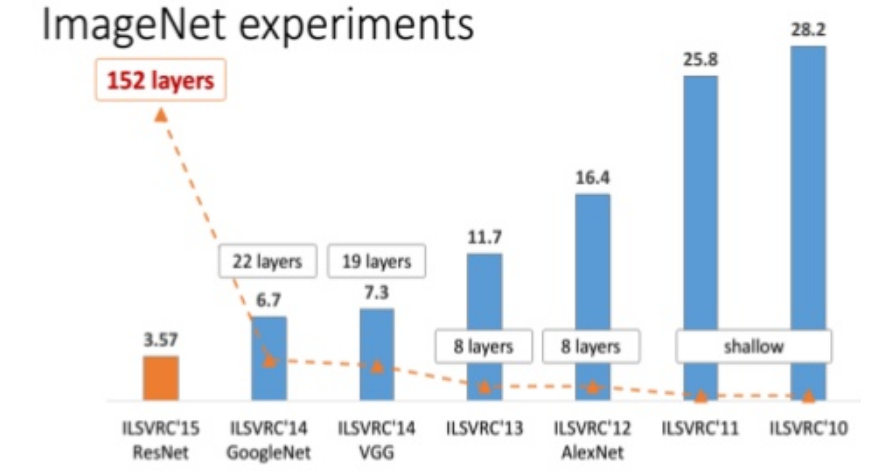 ImageNet experiments
28.2
25.8
152 layers
16.4
11.7
22 layers
19 layers
6.7
7.3
3.57
8 layers
8 layers
shallow
ILSVRC'15
ResNet
ILSVRC'14
GoogleNet
ILSVRC'14
VGG
ILSVRC'13
ILSVRC'12
AlexNet
ILSVRC'11
ILSVRC'10